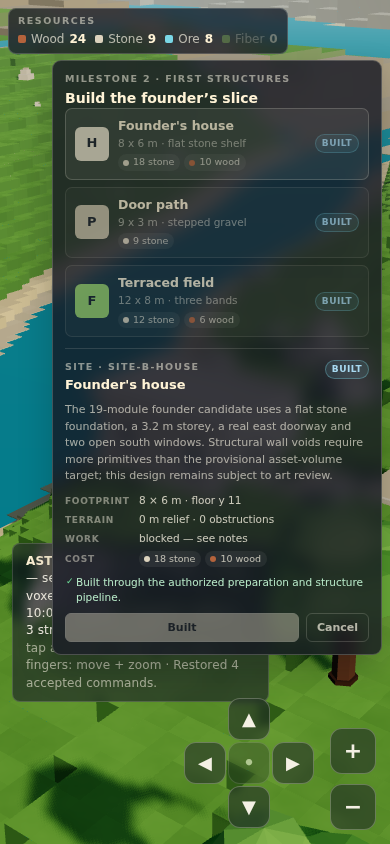 RESOURCES
Wood 24 Stone 9 Ore 8 Fiber 0
MILESTONE 2 · FIRST STRUCTURES
Build the founder’s slice
H
Founder's house
8 x 6 m · flat stone shelf
18 stone 10 wood
BUILT
P
Door path
9 x 3 m · stepped gravel
9 stone
BUILT
F
Terraced field
12 x 8 m · three bands
12 stone 6 wood
BUILT
SITE · SITE-B-HOUSE
BUILT
Founder's house
The 19-module founder candidate uses a flat stone
foundation, a 3.2 m storey, a real east doorway and
two open south windows. Structural wall voids require
more primitives than the provisional asset-volume
target; this design remains subject to art review.
FOOTPRINT 8 × 6 m · floor y 11
TERRAIN 0 m relief · 0 obstructions
WORK blocked — see notes
COST 18 stone 10 wood
✓ Built through the authorized preparation and structure
pipeline.
Built Cancel
AST
— se
voxe
10:0
3 str
tap a
fingers: move + zoom · Restored 4
accepted commands.
▲
◀ • ▶
▼
+
−